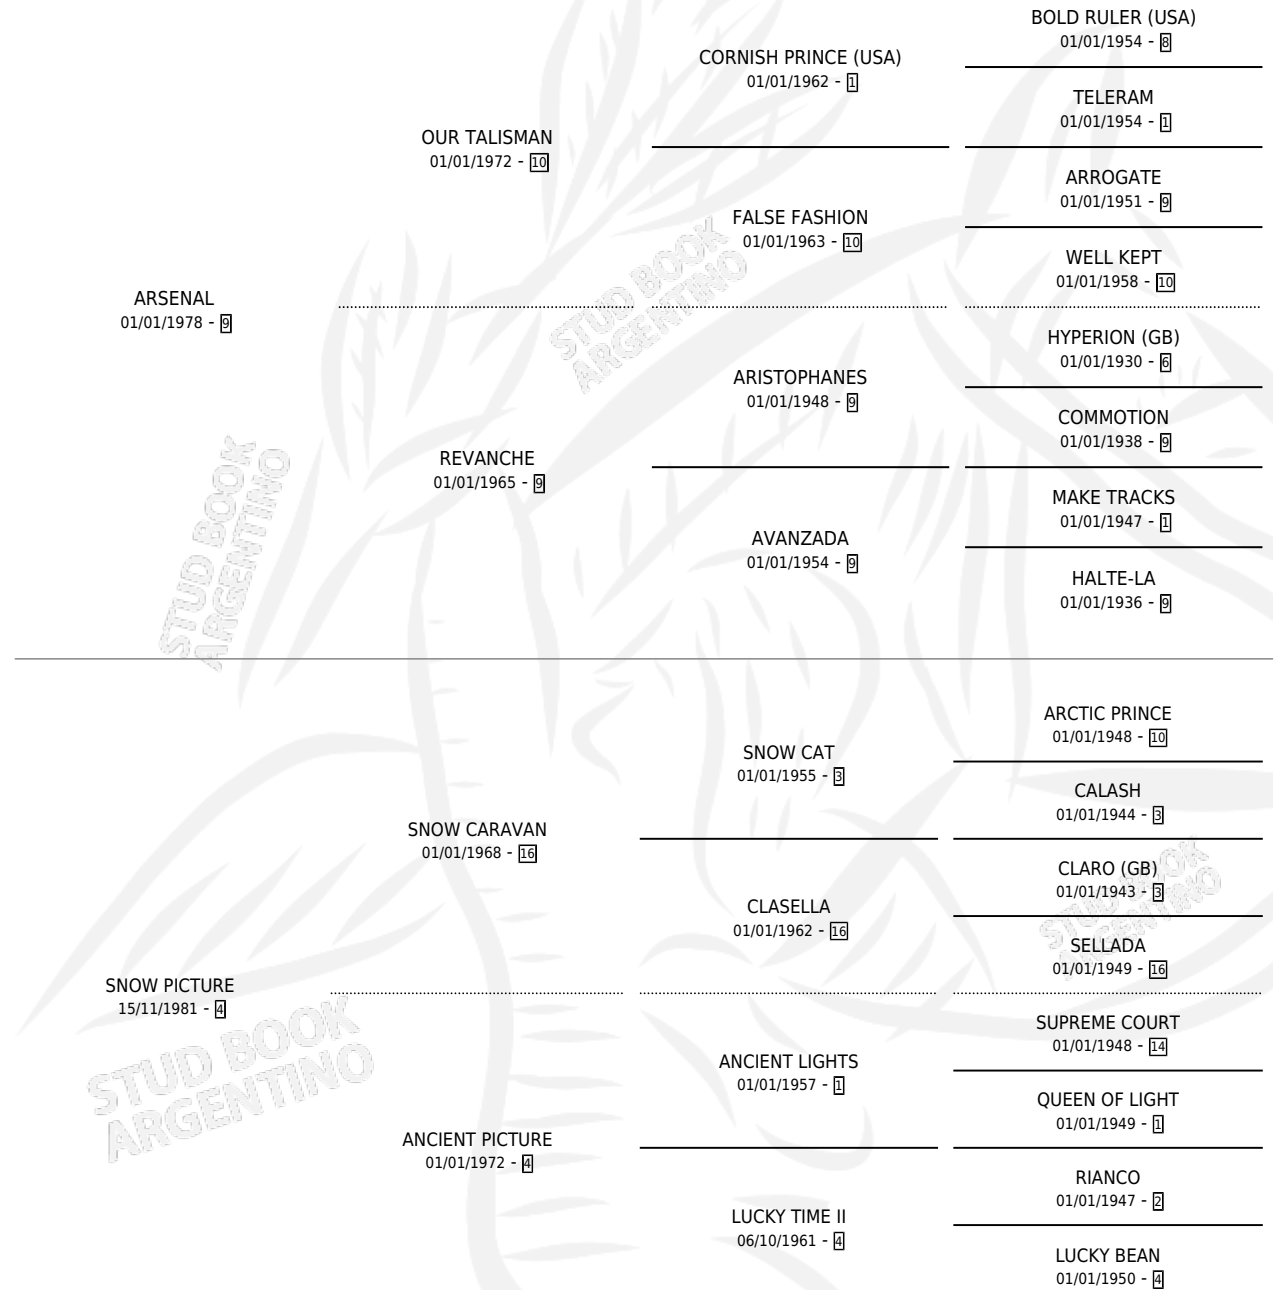 BOLD RULER (USA)
01/01/1954 - 8
CORNISH PRINCE (USA)
01/01/1962 - 1
TELERAM
01/01/1954 - 1
OUR TALISMAN
01/01/1972 - 10
ARROGATE
01/01/1951 - 9
FALSE FASHION
01/01/1963 - 10
WELL KEPT
01/01/1958 - 10
ARSENAL
01/01/1978 - 9
HYPERION (GB)
01/01/1930 - 6
ARISTOPHANES
01/01/1948 - 9
COMMOTION
01/01/1938 - 9
REVANCHE
01/01/1965 - 9
MAKE TRACKS
01/01/1947 - 1
AVANZADA
01/01/1954 - 9
HALTE-LA
01/01/1936 - 9
ARCTIC PRINCE
01/01/1948 - 10
SNOW CAT
01/01/1955 - 3
CALASH
01/01/1944 - 3
SNOW CARAVAN
01/01/1968 - 16
CLARO (GB)
01/01/1943 - 3
CLASELLA
01/01/1962 - 16
SELLADA
01/01/1949 - 16
SNOW PICTURE
15/11/1981 - 4
SUPREME COURT
01/01/1948 - 14
ANCIENT LIGHTS
01/01/1957 - 1
QUEEN OF LIGHT
01/01/1949 - 1
ANCIENT PICTURE
01/01/1972 - 4
RIANCO
01/01/1947 - 2
LUCKY TIME II
06/10/1961 - 4
LUCKY BEAN
01/01/1950 - 4
STUD BOOK
ARGENTINO
STUD BOOK
ARGENTINO
STUD BOOK
ARGENTINO
STUD BOOK
ARGENTINO